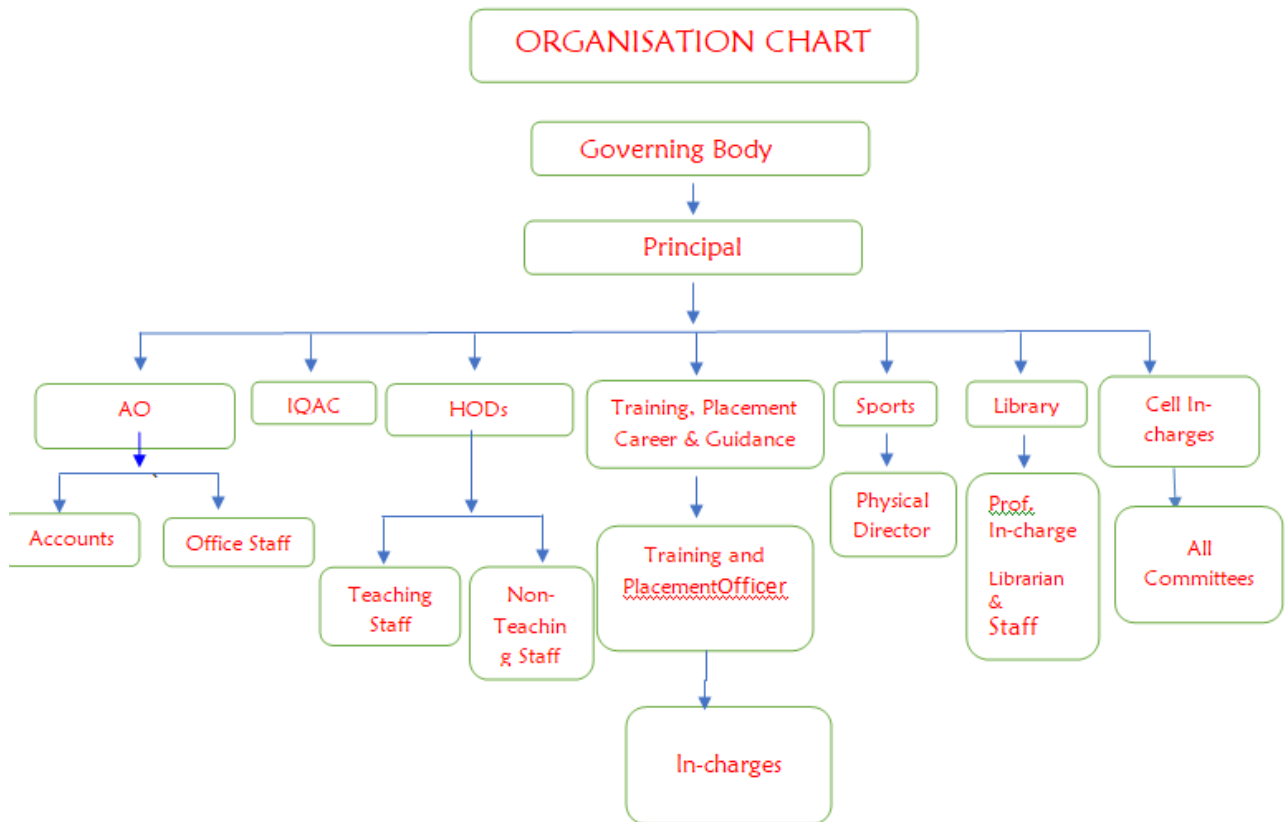 ORGANISATION CHART
Governing Body
Principal
AO
IQAC
HODs
Training, Placement
Career & Guidance
Sports
Library
Cell In-
charges
Accounts
Office Staff
Teaching
Staff
Non-
Teachin
g Staff
Training and
PlacementOfficer
Physical
Director
Prof.
In-charge
Librarian
&
Staff
All
Committees
In-charges